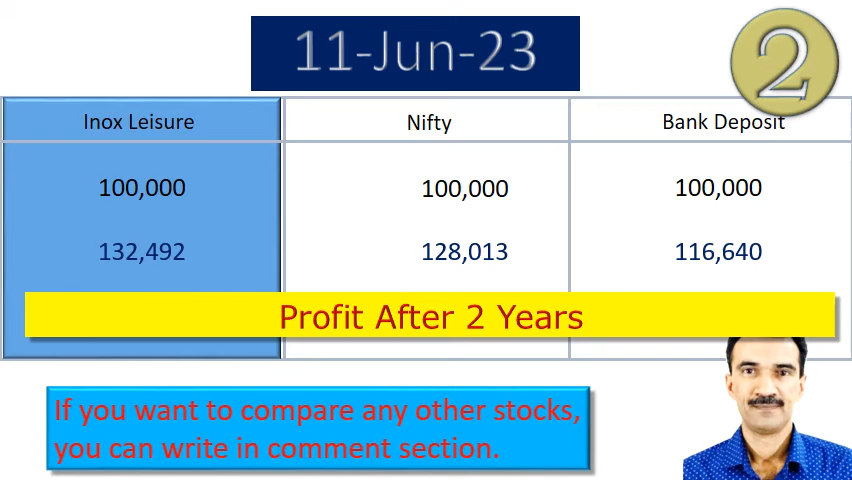 11-Jun-23
2
Inox Leisure Nifty Bank Deposit
100,000 100,000 100,000
132,492 128,013 116,640
Profit After 2 Years
If you want to compare any other stocks,
you can write in comment section.